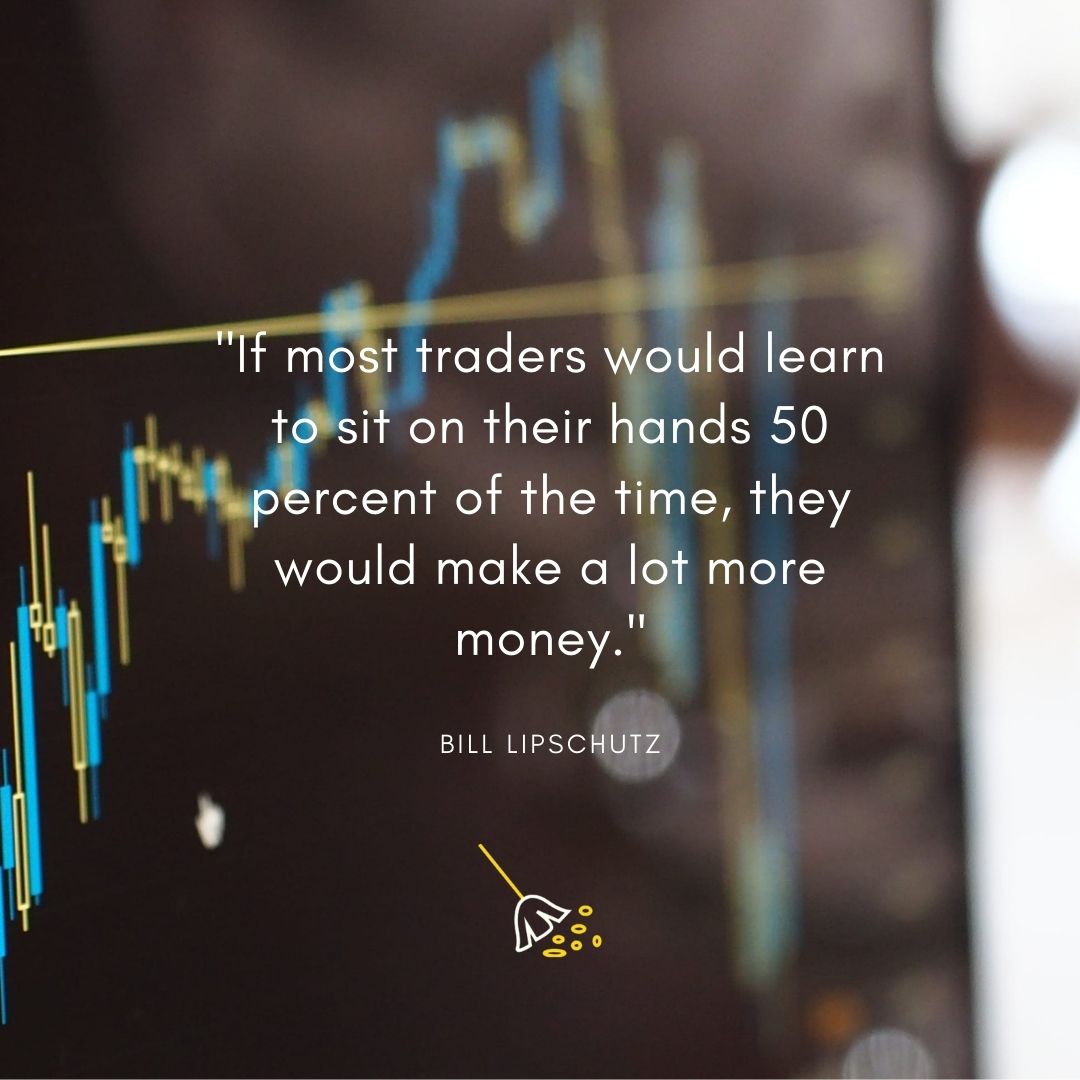 "If most traders would learn
to sit on their hands 50
percent of the time, they
would make a lot more
money."
BILL LIPSCHUTZ